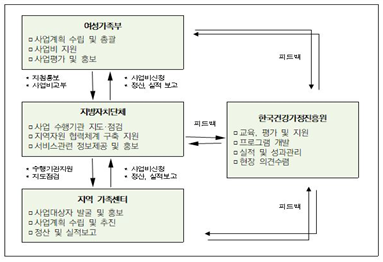 여성가족부
□ 사업계획 수립 및 총괄
□ 사업비 지원
□ 사업평가 및 홍보
• 지침통보
• 사업비교부
• 사업비신청
• 정산, 실적 보고
피드백
지방자치단체
□ 사업 수행기관 지도·점검
□ 지역자원 협력체계 구축 지원
□ 서비스관련 정보제공 및 홍보
피드백
한국건강가정진흥원
□ 교육, 평가 및 지원
□ 프로그램 개발
□ 실적 및 성과관리
□ 현장 의견수렴
• 수행기관지원
• 지도점검
• 사업비신청
• 정산, 실적보고
지역 가족센터
□ 사업대상자 발굴 및 홍보
□ 사업계획 수립 및 추진
□ 정산 및 실적보고
피드백